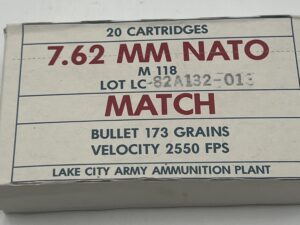 20 CARTRIDGES
7.62 MM NATO
M 118
LOT LC-82A132-013
MATCH
BULLET 173 GRAINS
VELOCITY 2550 FPS
LAKE CITY ARMY AMMUNITION PLANT